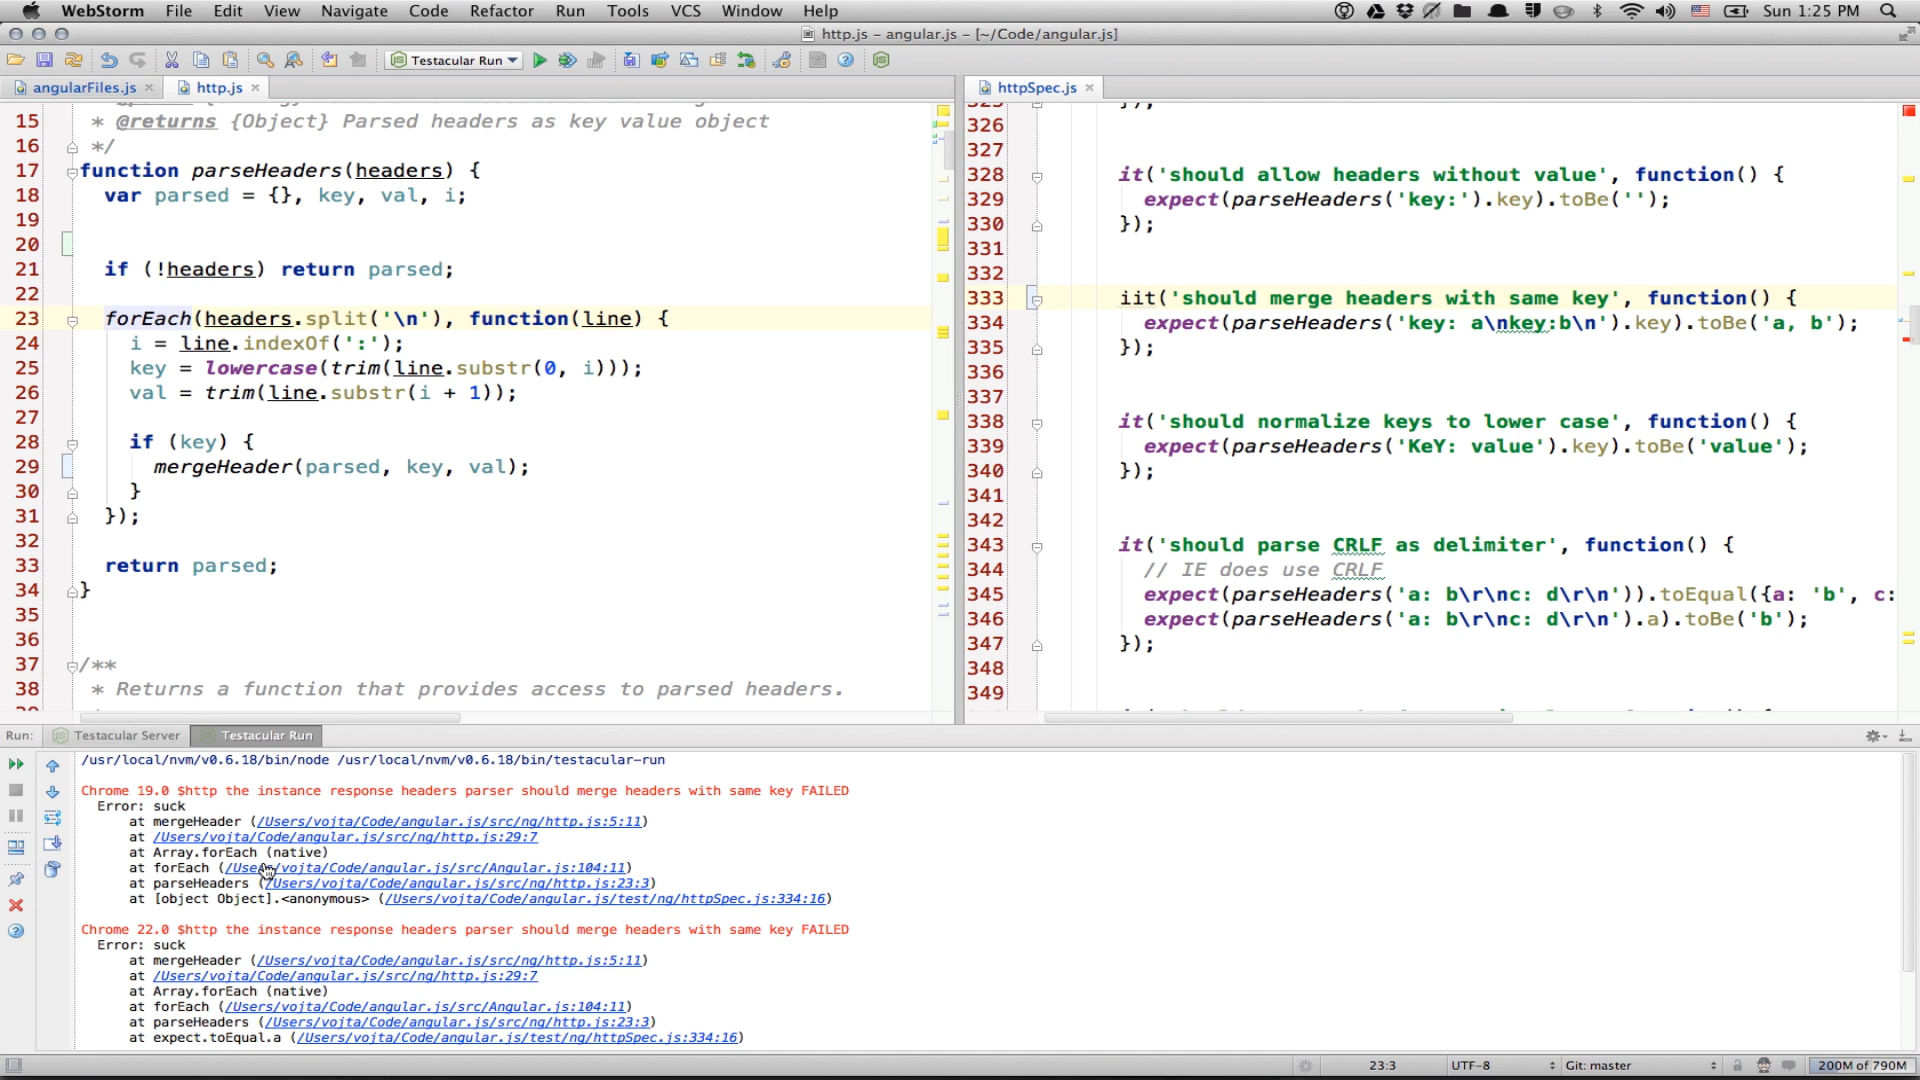 WebStorm File Edit View Navigate Code Refactor Run Tools VCS Window Help Sun 1:25 PM
http.js – angular.js – [~/Code/angular.js]
Testacular Run
angularFiles.js
http.js
15 * @returns {Object} Parsed headers as key value object
16 */
17 function parseHeaders(headers) {
18 var parsed = {}, key, val, i;
19
20
21 if (!headers) return parsed;
22
23 forEach(headers.split('\n'), function(line) {
24 i = line.indexOf(':');
25 key = lowercase(trim(line.substr(0, i)));
26 val = trim(line.substr(i + 1));
27
28 if (key) {
29 mergeHeader(parsed, key, val);
30 }
31 });
32
33 return parsed;
34 }
35
36
37 /**
38 * Returns a function that provides access to parsed headers.
httpSpec.js
325 });
326
327
328 it('should allow headers without value', function() {
329 expect(parseHeaders('key:').key).toBe('');
330 });
331
332
333 iit('should merge headers with same key', function() {
334 expect(parseHeaders('key: a\nkey:b\n').key).toBe('a, b');
335 });
336
337
338 it('should normalize keys to lower case', function() {
339 expect(parseHeaders('KeY: value').key).toBe('value');
340 });
341
342
343 it('should parse CRLF as delimiter', function() {
344 // IE does use CRLF
345 expect(parseHeaders('a: b\r\nc: d\r\n')).toEqual({a: 'b', c:
346 expect(parseHeaders('a: b\r\nc: d\r\n').a).toBe('b');
347 });
348
349
Run: Testacular Server Testacular Run
/usr/local/nvm/v0.6.18/bin/node /usr/local/nvm/v0.6.18/bin/testacular-run
Chrome 19.0 $http the instance response headers parser should merge headers with same key FAILED
Error: suck
at mergeHeader (/Users/vojta/Code/angular.js/src/ng/http.js:5:11)
at /Users/vojta/Code/angular.js/src/ng/http.js:29:7
at Array.forEach (native)
at forEach (/Users/vojta/Code/angular.js/src/Angular.js:104:11)
at parseHeaders (/Users/vojta/Code/angular.js/src/ng/http.js:23:3)
at [object Object].<anonymous> (/Users/vojta/Code/angular.js/test/ng/httpSpec.js:334:16)
Chrome 22.0 $http the instance response headers parser should merge headers with same key FAILED
Error: suck
at mergeHeader (/Users/vojta/Code/angular.js/src/ng/http.js:5:11)
at /Users/vojta/Code/angular.js/src/ng/http.js:29:7
at Array.forEach (native)
at forEach (/Users/vojta/Code/angular.js/src/Angular.js:104:11)
at parseHeaders (/Users/vojta/Code/angular.js/src/ng/http.js:23:3)
at expect.toEqual.a (/Users/vojta/Code/angular.js/test/ng/httpSpec.js:334:16)
23:3 UTF-8 Git: master 200M of 790M